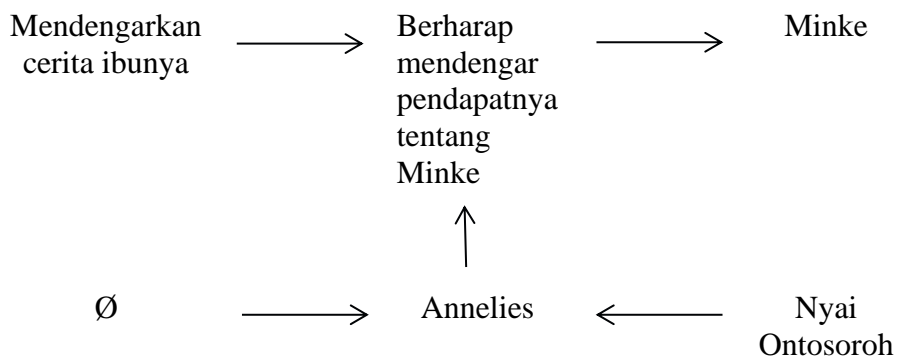 Mendengarkan
cerita ibunya
Berharap
mendengar
pendapatnya
tentang
Minke
Minke
Ø
Annelies
Nyai
Ontosoroh